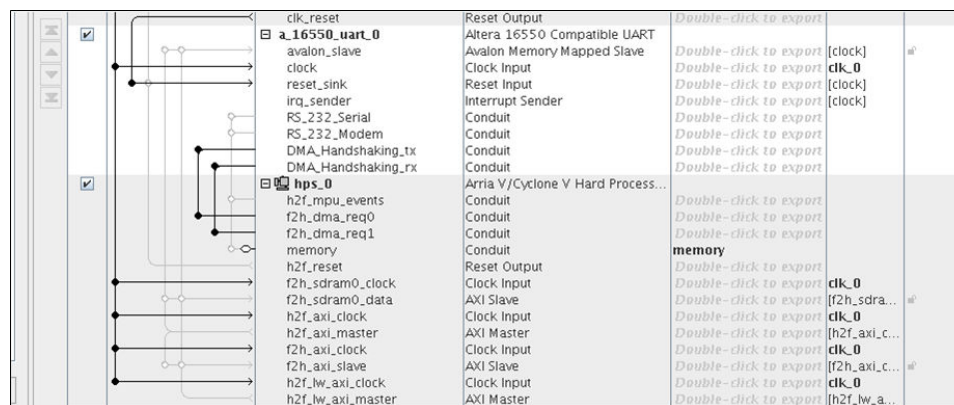 clk_reset Reset Output Double-click to export
a_16550_uart_0 Altera 16550 Compatible UART
avalon_slave Avalon Memory Mapped Slave Double-click to export [clock]
clock Clock Input Double-click to export clk_0
reset_sink Reset Input Double-click to export [clock]
irq_sender Interrupt Sender Double-click to export [clock]
RS_232_Serial Conduit Double-click to export
RS_232_Modem Conduit Double-click to export
DMA_Handshaking_tx Conduit Double-click to export
DMA_Handshaking_rx Conduit Double-click to export
hps_0 Arria V/Cyclone V Hard Process...
h2f_mpu_events Conduit Double-click to export
f2h_dma_req0 Conduit Double-click to export
f2h_dma_req1 Conduit Double-click to export
memory Conduit memory
h2f_reset Reset Output Double-click to export
f2h_sdram0_clock Clock Input Double-click to export clk_0
f2h_sdram0_data AXI Slave Double-click to export [f2h_sdra...
h2f_axi_clock Clock Input Double-click to export clk_0
h2f_axi_master AXI Master Double-click to export [h2f_axi_c...
f2h_axi_clock Clock Input Double-click to export clk_0
f2h_axi_slave AXI Slave Double-click to export [f2h_axi_c...
h2f_lw_axi_clock Clock Input Double-click to export clk_0
h2f_lw_axi_master AXI Master Double-click to export [h2f_lw_a...